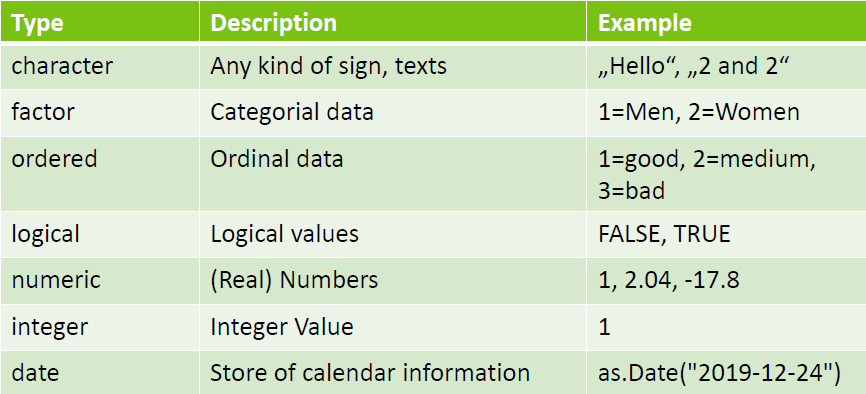 Type Description Example
character Any kind of sign, texts „Hello“, „2 and 2“
factor Categorial data 1=Men, 2=Women
ordered Ordinal data 1=good, 2=medium,
3=bad
logical Logical values FALSE, TRUE
numeric (Real) Numbers 1, 2.04, -17.8
integer Integer Value 1
date Store of calendar information as.Date("2019-12-24")